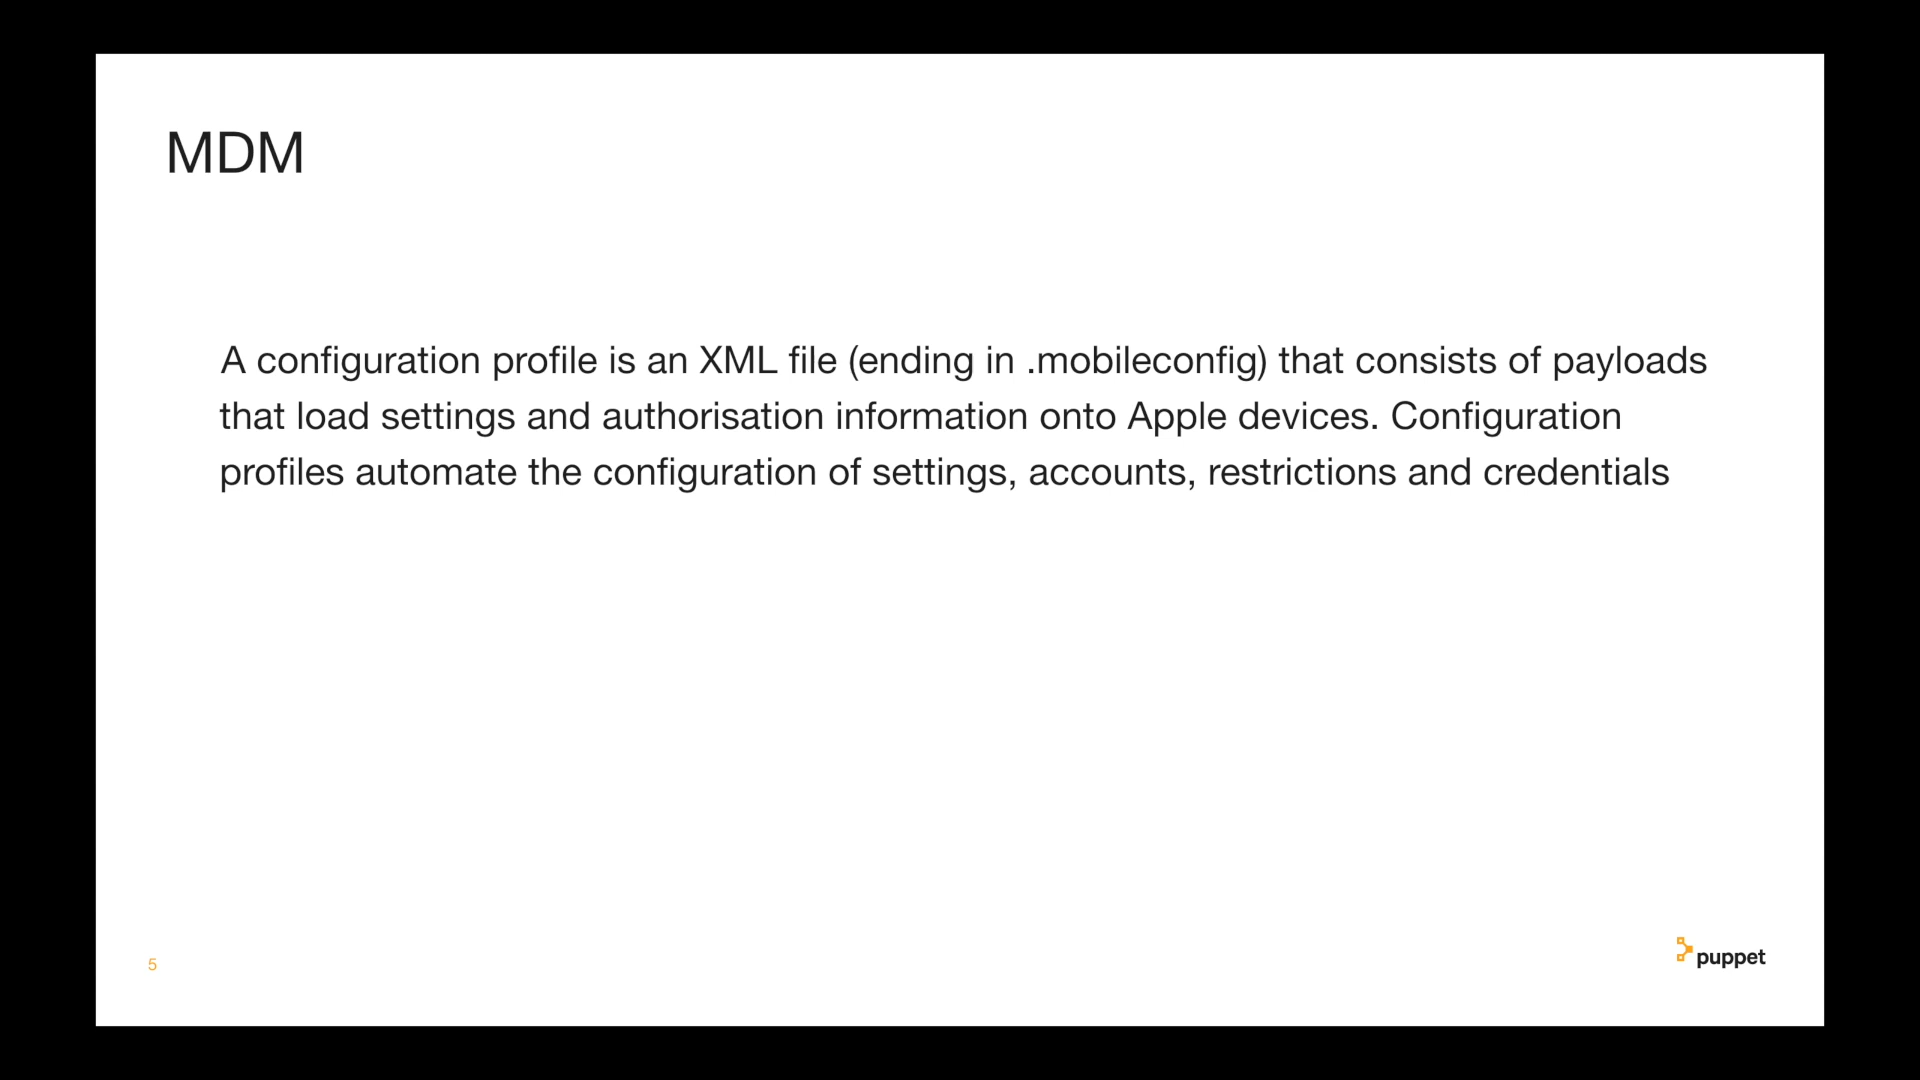 MDM
A configuration profile is an XML file (ending in .mobileconfig) that consists of payloads
that load settings and authorisation information onto Apple devices. Configuration
profiles automate the configuration of settings, accounts, restrictions and credentials
5
puppet